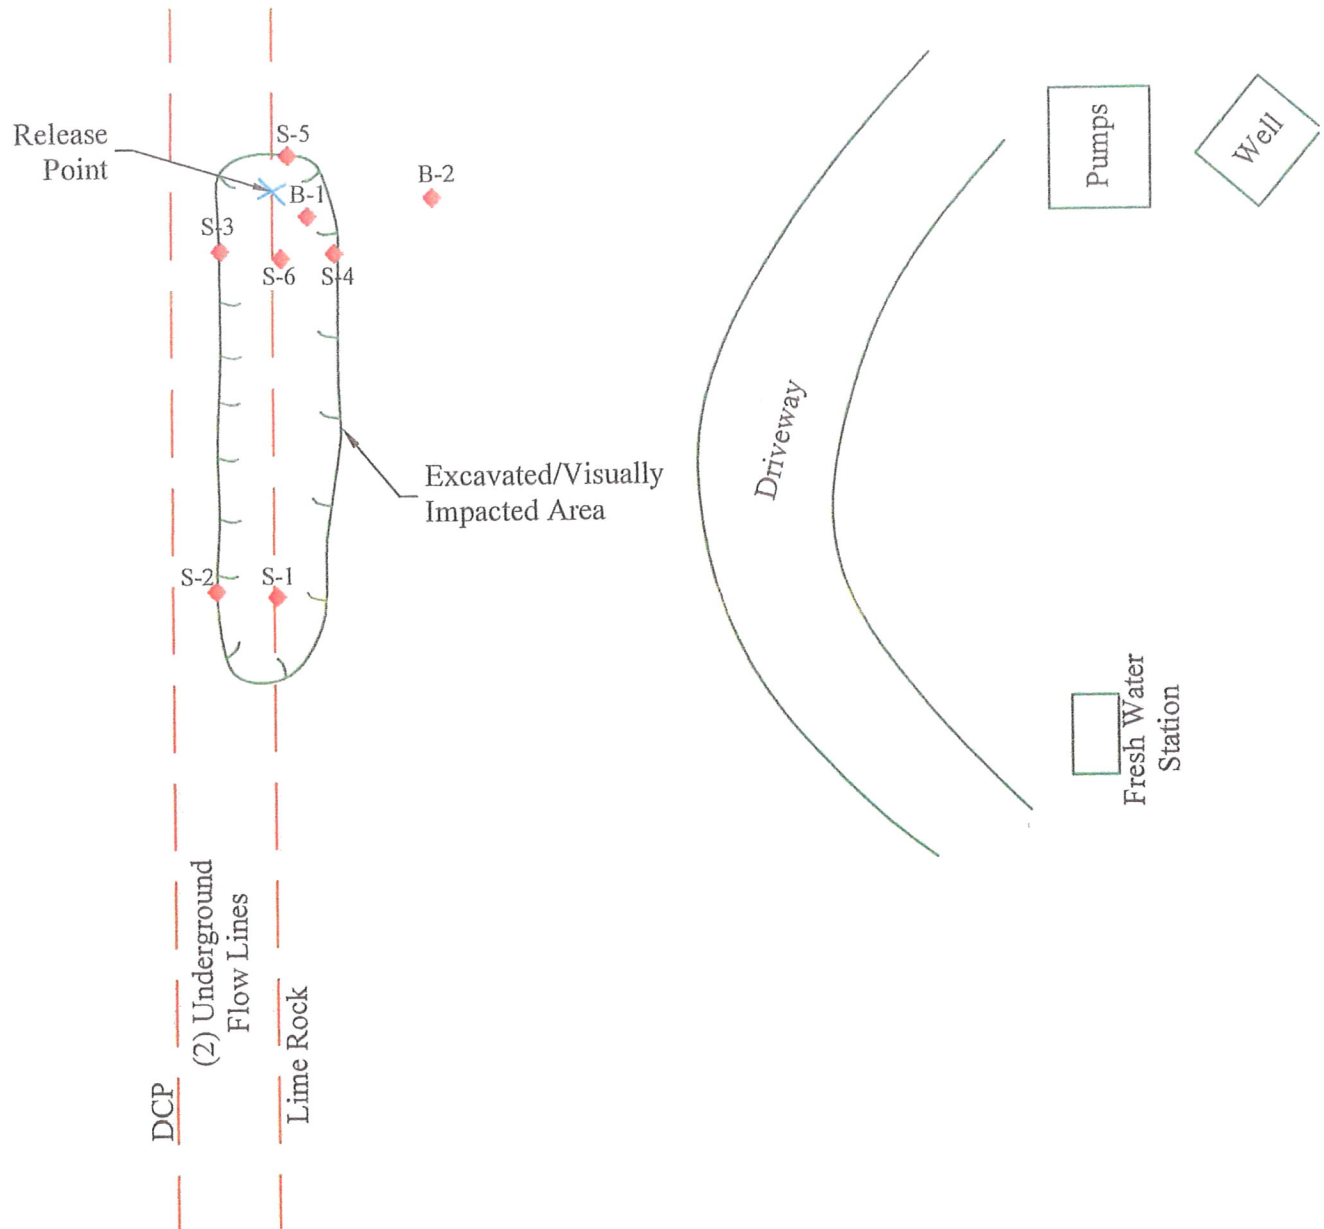 Release
Point
S-5
B-1
B-2
S-3
S-6
S-4
Pumps
Well
Driveway
Excavated/Visually
Impacted Area
S-2
S-1
Fresh Water
Station
(2) Underground
Flow Lines
DCP
Lime Rock